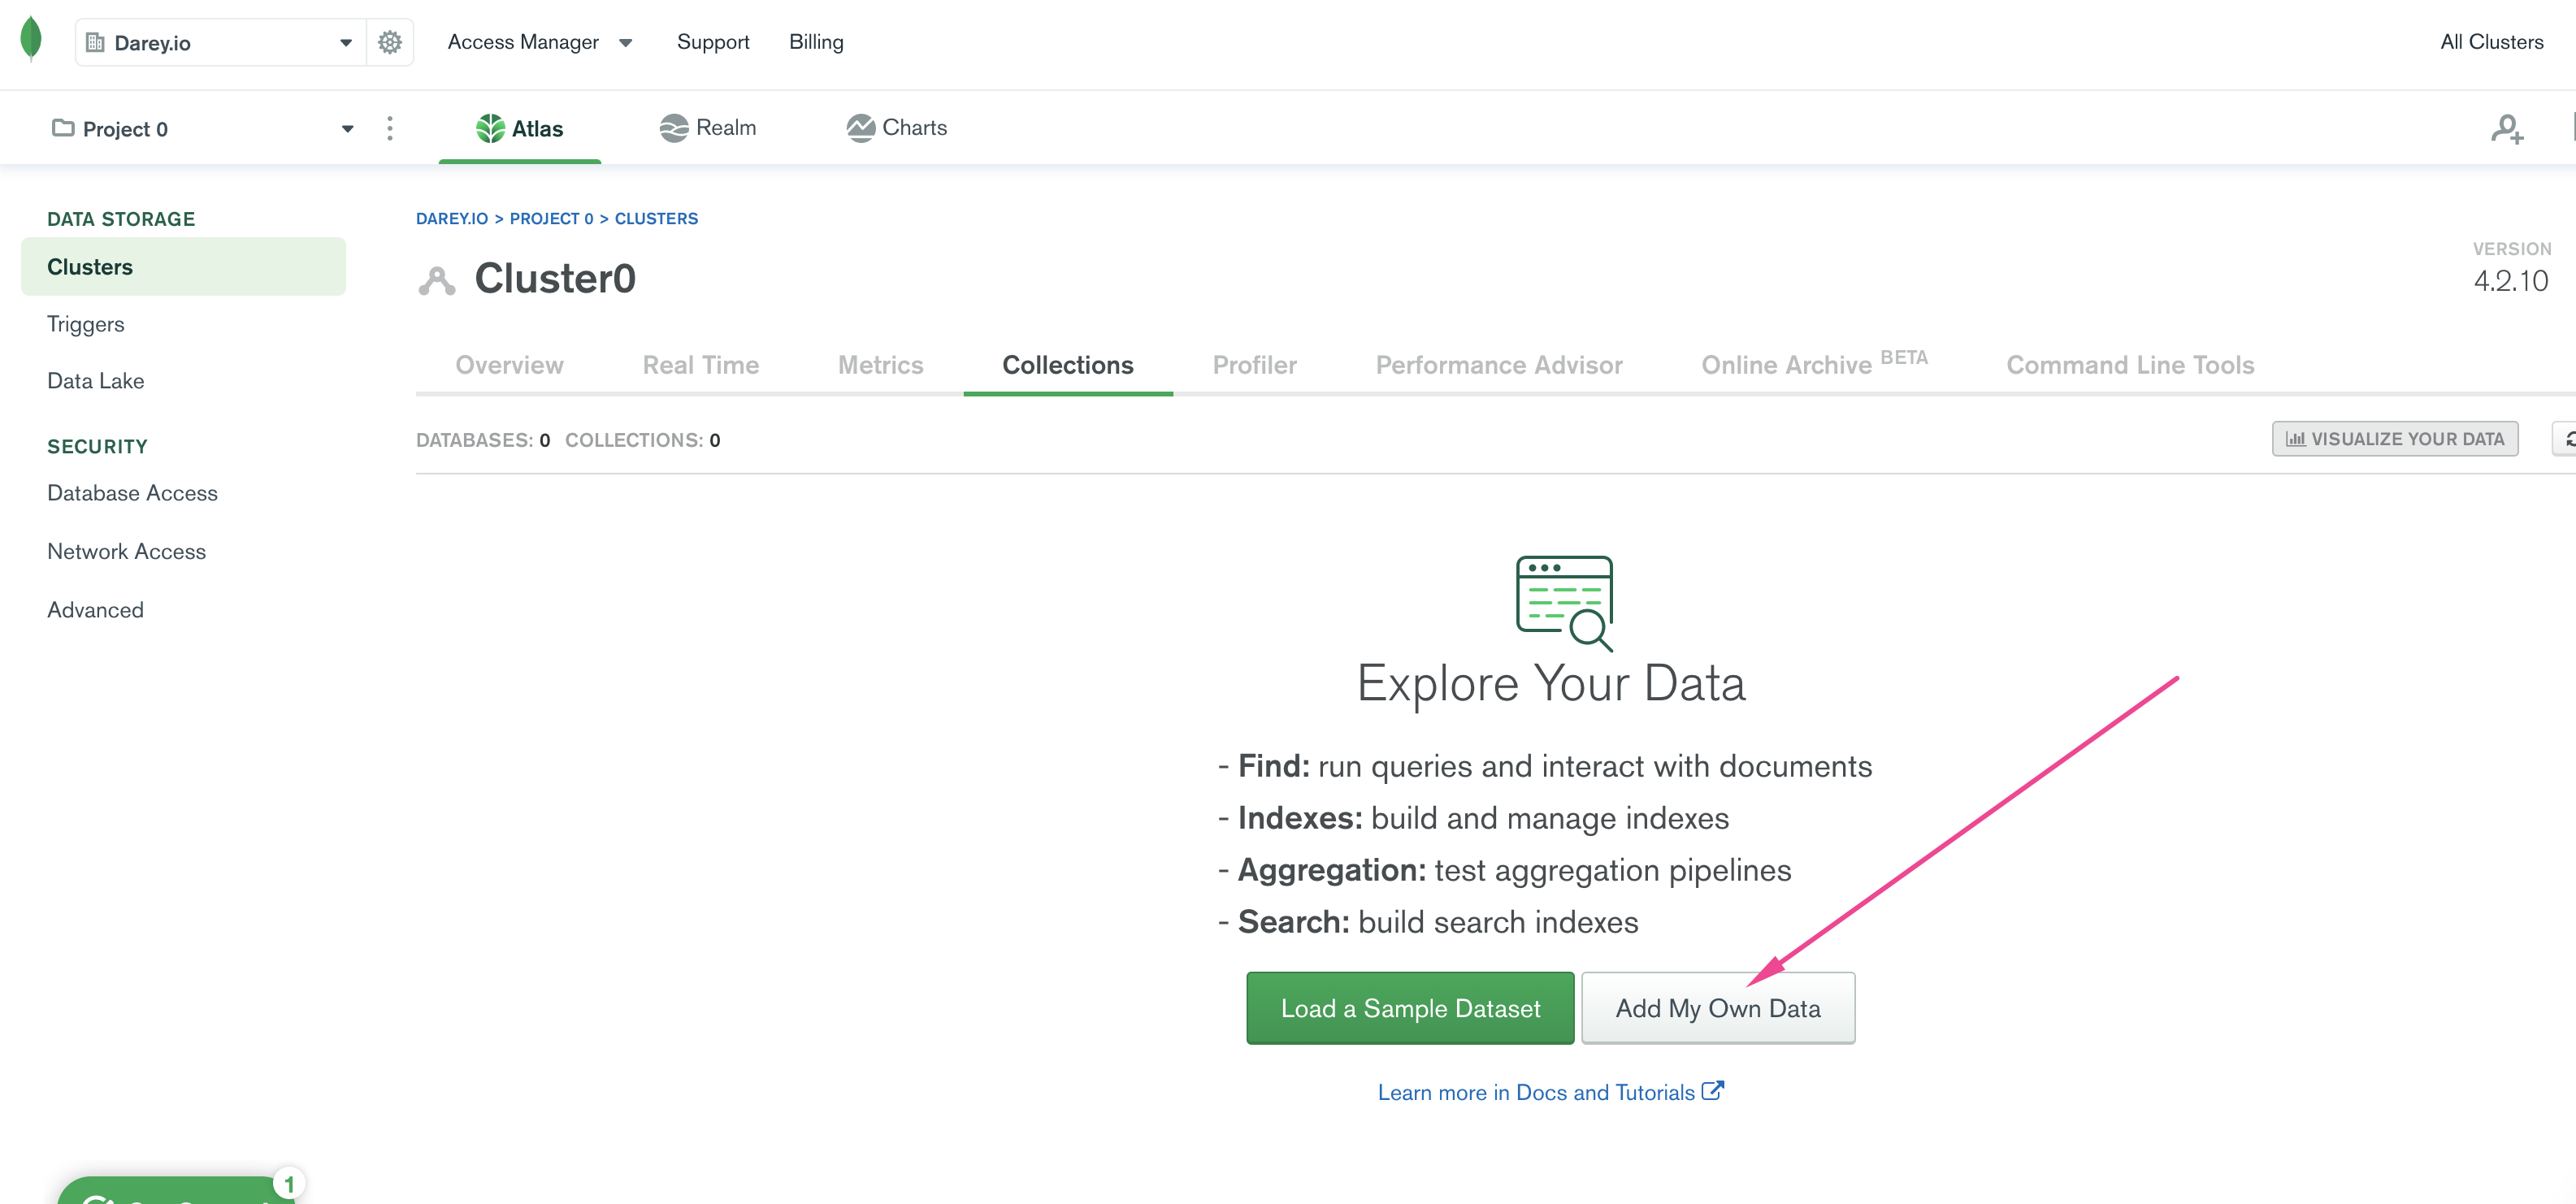 Darey.io
Access Manager
Support
Billing
All Clusters
Project 0
Atlas
Realm
Charts
DATA STORAGE
Clusters
Triggers
Data Lake
SECURITY
Database Access
Network Access
Advanced
DAREY.IO > PROJECT 0 > CLUSTERS
Cluster0
VERSION
4.2.10
Overview
Real Time
Metrics
Collections
Profiler
Performance Advisor
Online Archive BETA
Command Line Tools
DATABASES: 0 COLLECTIONS: 0
VISUALIZE YOUR DATA
Explore Your Data
- Find: run queries and interact with documents
- Indexes: build and manage indexes
- Aggregation: test aggregation pipelines
- Search: build search indexes
Load a Sample Dataset
Add My Own Data
Learn more in Docs and Tutorials
1